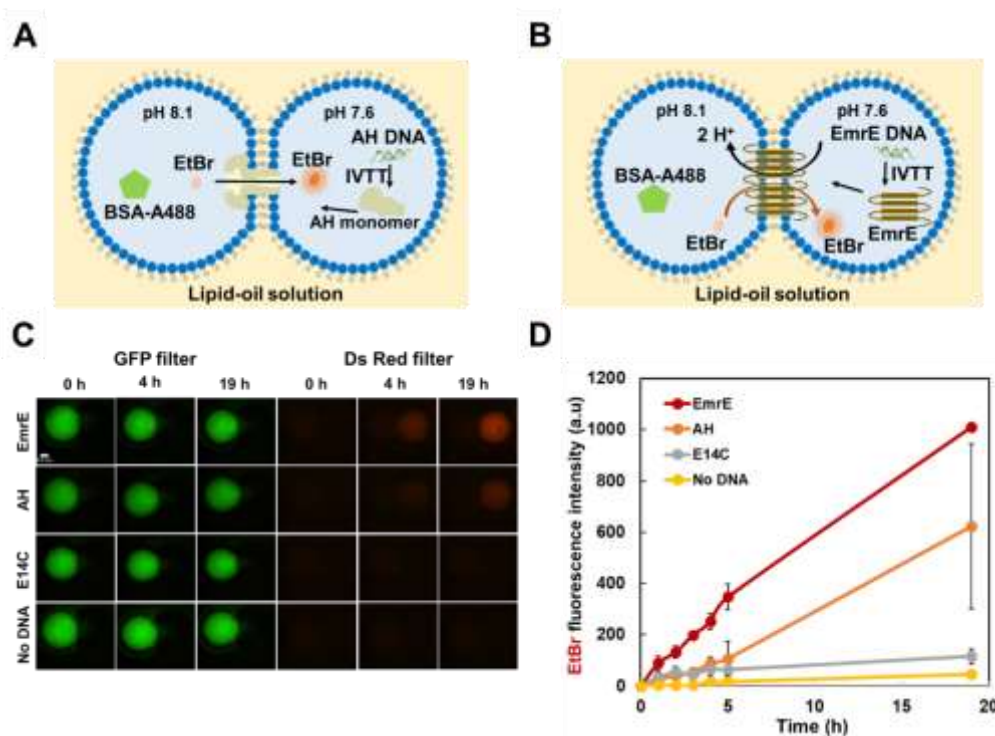 A
pH 8.1
pH 7.6
AH DNA
EtBr
EtBr
IVTT
BSA-A488
AH monomer
Lipid-oil solution
B
pH 8.1
pH 7.6
2 H⁺
EmrE DNA
BSA-A488
IVTT
EtBr
EtBr
EmrE
Lipid-oil solution
C
GFP filter
Ds Red filter
0 h
4 h
19 h
0 h
4 h
19 h
EmrE
AH
E14C
No DNA
D
EtBr fluorescence intensity (a.u)
1200
1000
800
600
400
200
0
EmrE
AH
E14C
No DNA
0
5
10
15
20
Time (h)